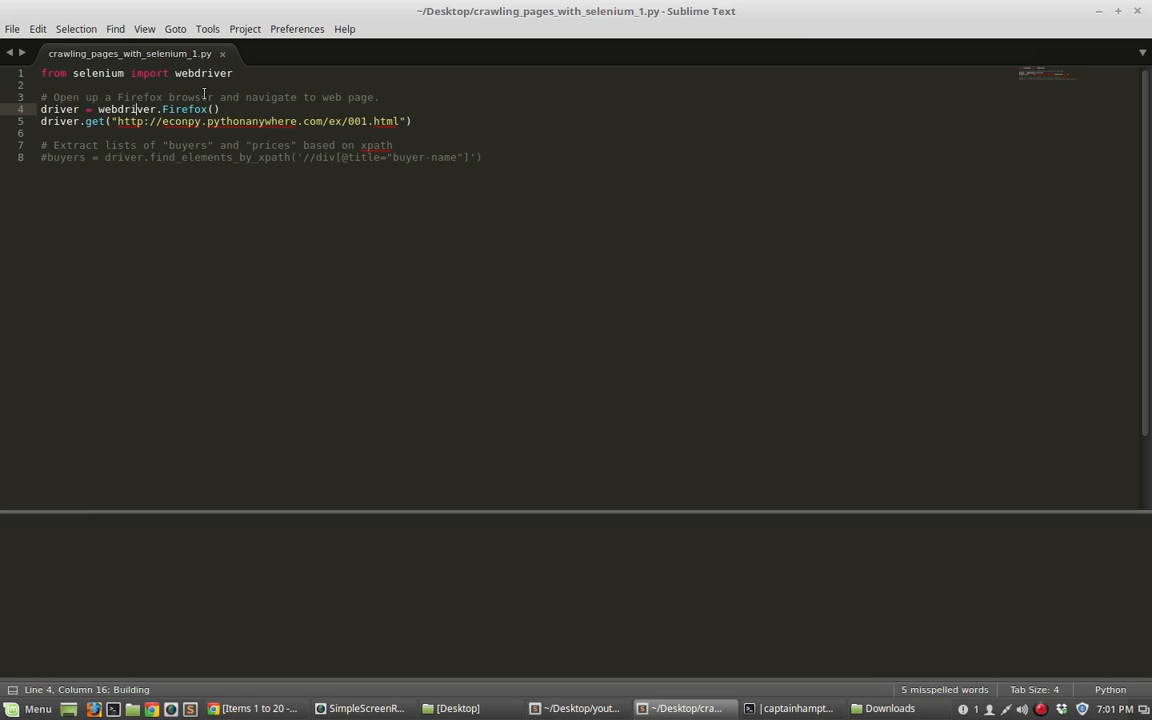 ~/Desktop/crawling_pages_with_selenium_1.py - Sublime Text
File Edit Selection Find View Goto Tools Project Preferences Help
crawling_pages_with_selenium_1.py
1 from selenium import webdriver
2
3 # Open up a Firefox browser and navigate to web page.
4 driver = webdriver.Firefox()
5 driver.get("http://econpy.pythonanywhere.com/ex/001.html")
6
7 # Extract lists of "buyers" and "prices" based on xpath
8 #buyers = driver.find_elements_by_xpath('//div[@title="buyer-name"]')
Line 4, Column 16; Building 5 misspelled words Tab Size: 4 Python
Menu [Items 1 to 20 -... SimpleScreenR... [Desktop] ~/Desktop/yout... ~/Desktop/cra... |captainhampt... Downloads 1 7:01 PM